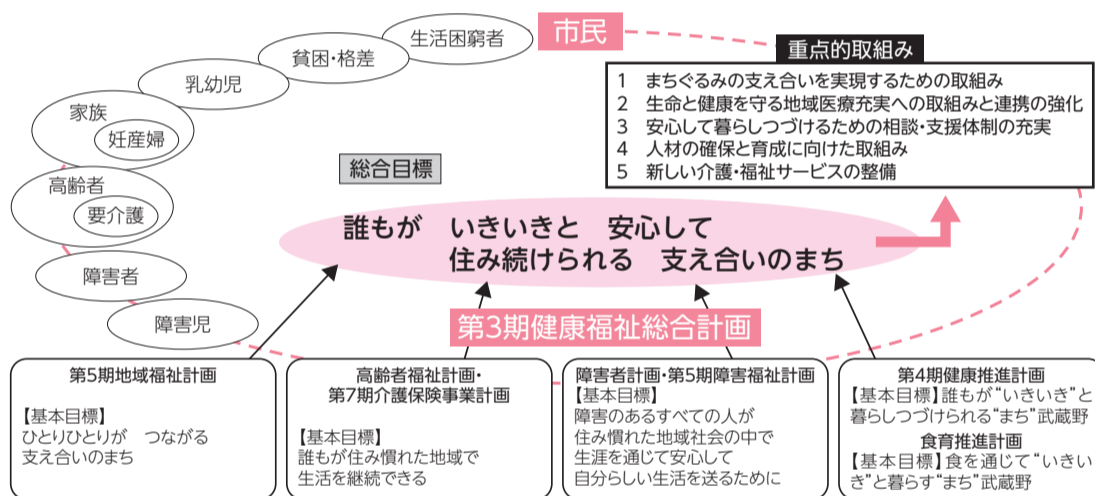 市民
生活困窮者
貧困・格差
乳幼児
家族
妊産婦
高齢者
要介護
障害者
障害児
重点的取組み
1 まちぐるみの支え合いを実現するための取組み
2 生命と健康を守る地域医療充実への取組みと連携の強化
3 安心して暮らしつづけるための相談・支援体制の充実
4 人材の確保と育成に向けた取組み
5 新しい介護・福祉サービスの整備
総合目標
誰もが いきいきと 安心して
住み続けられる 支え合いのまち
第3期健康福祉総合計画
第5期地域福祉計画
【基本目標】
ひとりひとりが つながる
支え合いのまち
高齢者福祉計画・
第7期介護保険事業計画
【基本目標】
誰もが住み慣れた地域で
生活を継続できる
障害者計画・第5期障害福祉計画
【基本目標】
障害のあるすべての人が
住み慣れた地域社会の中で
生涯を通じて安心して
自分らしい生活を送るために
第4期健康推進計画
【基本目標】誰もが“いきいき”と
暮らしつづけられる“まち”武蔵野
食育推進計画
【基本目標】食を通じて“いきい
き”と暮らす“まち”武蔵野